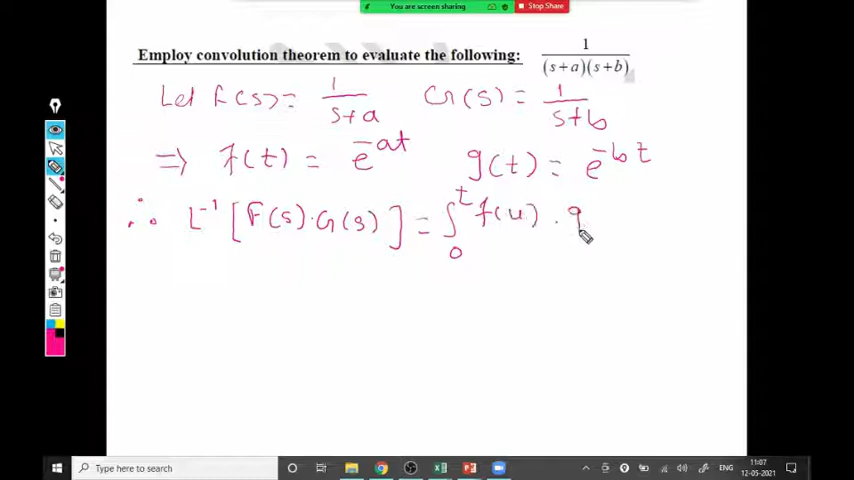 You are screen sharing Stop Share
Employ convolution theorem to evaluate the following: 1/((s+a)(s+b))
Let F(s) = 1/(s+a) G(s) = 1/(s+b)
⇒ f(t) = e^{-at} g(t) = e^{-bt}
∴ L^{-1}[F(s)·G(s)] = ∫_0^t f(u) · g
Type here to search
ENG
11:07
12-05-2021